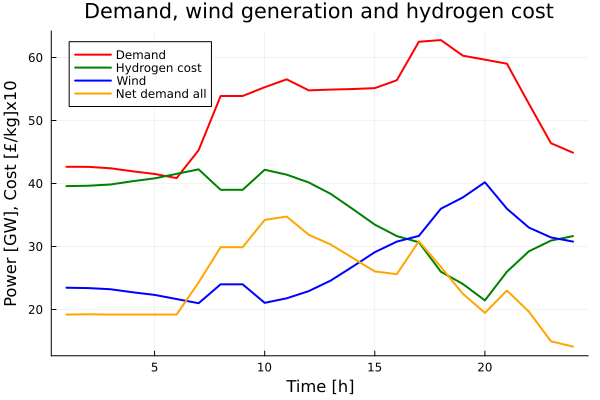 Demand, wind generation and hydrogen cost
Power [GW], Cost [£/kg]x10
60
50
40
30
20
Demand
Hydrogen cost
Wind
Net demand all
5
10
15
20
Time [h]